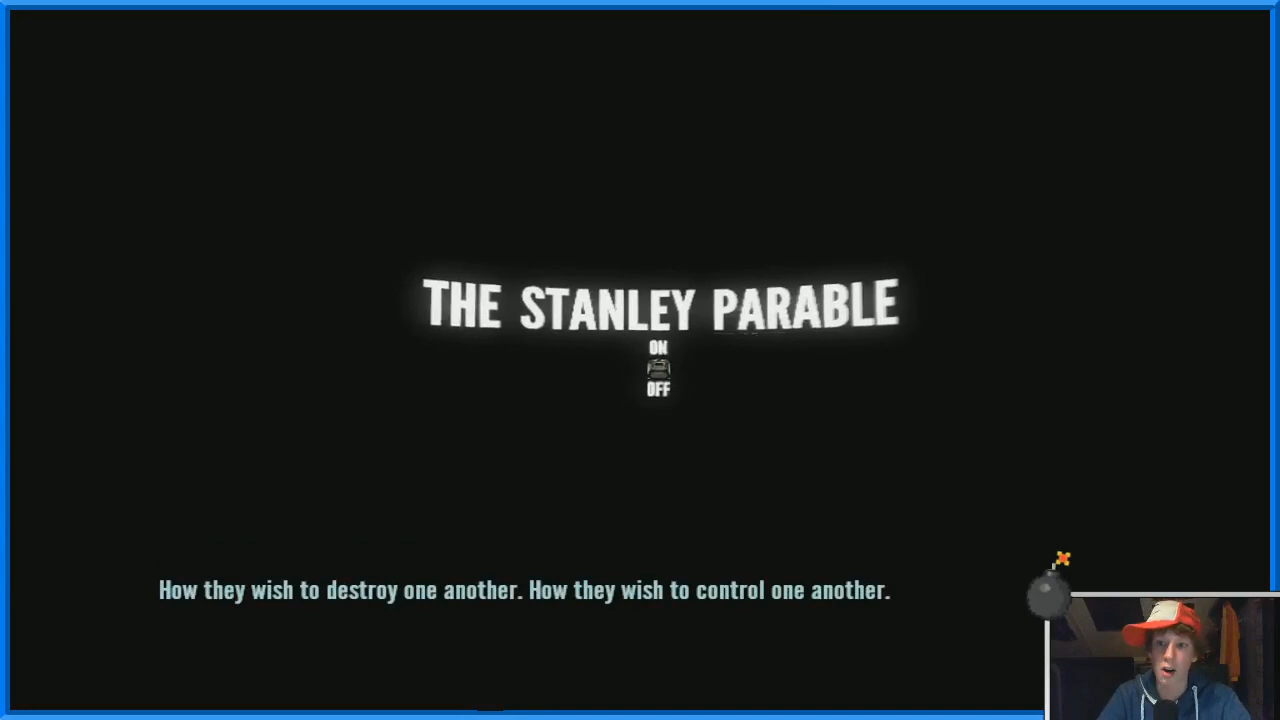 THE STANLEY PARABLE
ON
OFF
How they wish to destroy one another. How they wish to control one another.